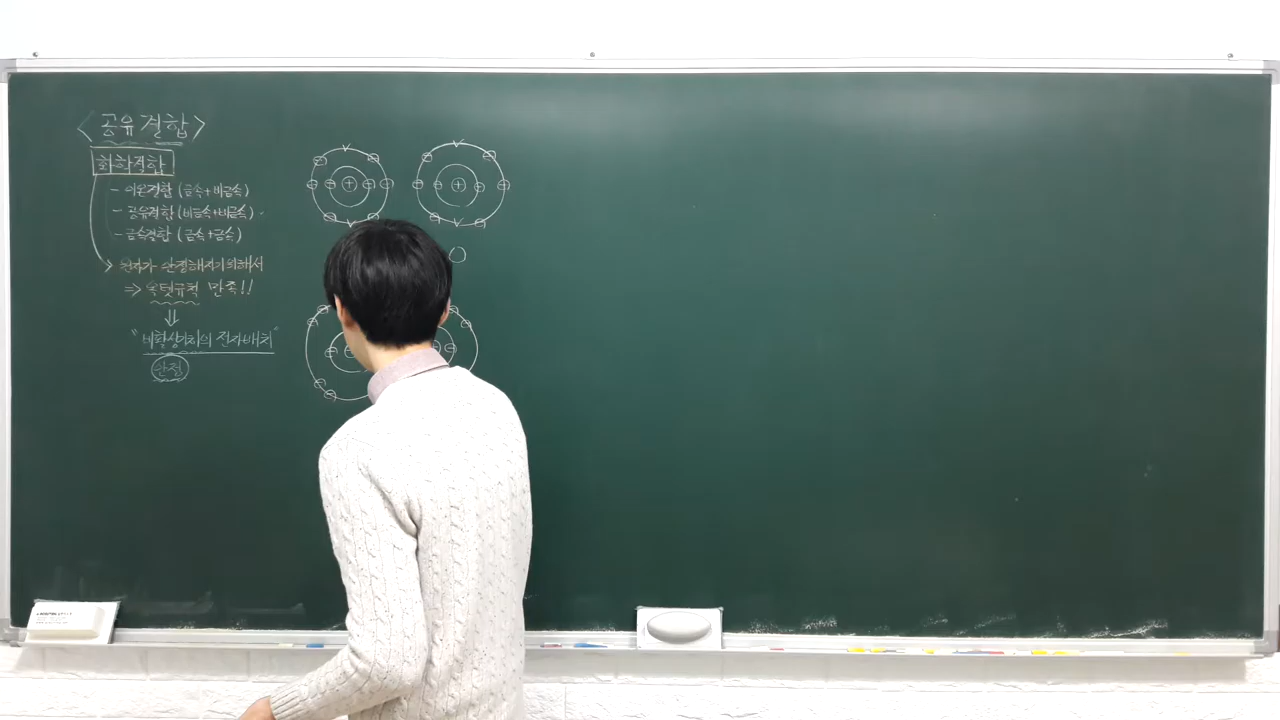 <공유결합>
화학결합
- 이온결합 (금속+비금속)
- 공유결합 (비금속+비금속)
- 금속결합 (금속+금속)
→ 원자가 안정해지기 위해서
⇒ 옥텟규칙 만족!!
⇓
"비활성기체의 전자배치"
안정
O